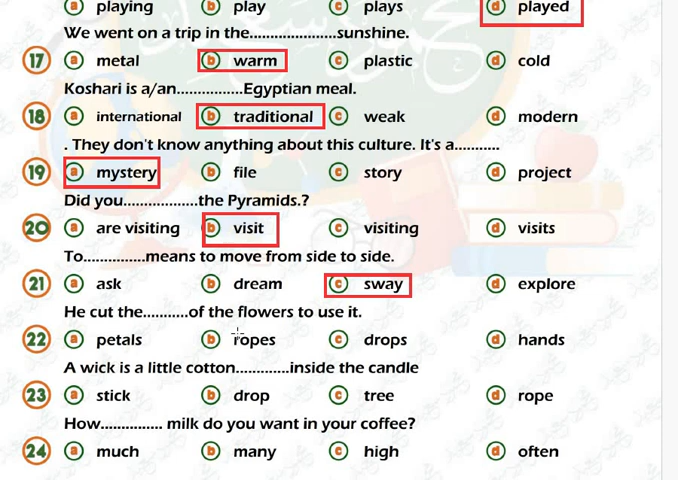 a playing b play c plays d played
We went on a trip in the.....................sunshine.
17 a metal b warm c plastic d cold
Koshari is a/an................Egyptian meal.
18 a international b traditional c weak d modern
. They don't know anything about this culture. It's a...........
19 a mystery b file c story d project
Did you..................the Pyramids.?
20 a are visiting b visit c visiting d visits
To...............means to move from side to side.
21 a ask b dream c sway d explore
He cut the...........of the flowers to use it.
22 a petals b ropes c drops d hands
A wick is a little cotton.............inside the candle
23 a stick b drop c tree d rope
How............... milk do you want in your coffee?
24 a much b many c high d often